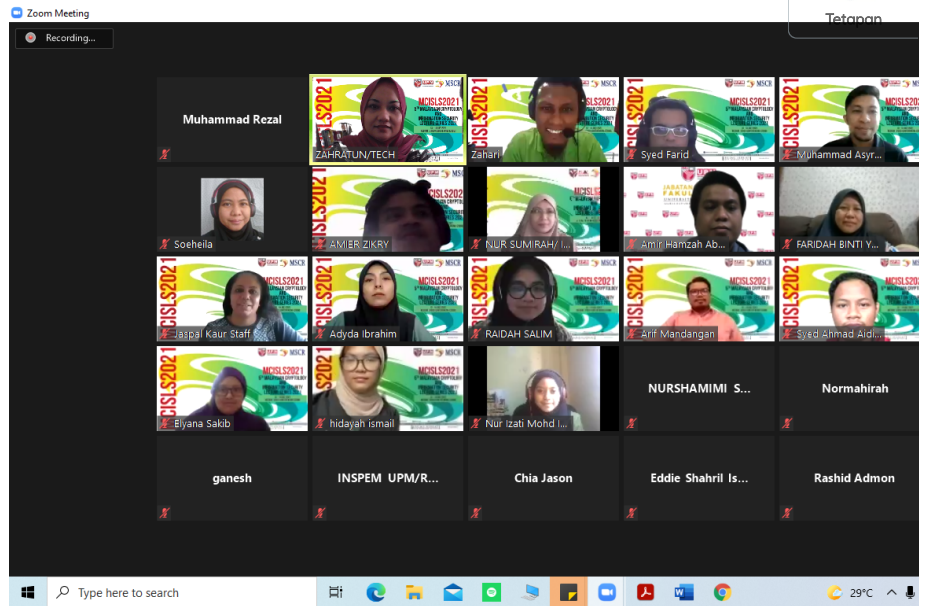 Zoom Meeting
Tetapan
Recording...
Muhammad Rezal
MCISLS2021
ZAHRATUN/TECH
Zahari
Syed Farid
Muhammad Asyr...
Soeheila
AMIER ZIKRY
NUR SUMIRAH/ I...
JABATAN
Amir Hamzah Ab...
FARIDAH BINTI Y...
Jaspal Kaur Staff
Adyda Ibrahim
RAIDAH SALIM
Arif Mandangan
Syed Ahmad Aidi...
MCISLS2021
Elyana Sakib
hidayah ismail
Nur Izati Mohd I...
NURSHAMIMI S...
Normahirah
ganesh
INSPEM UPM/R...
Chia Jason
Eddie Shahril Is...
Rashid Admon
Type here to search
29°C